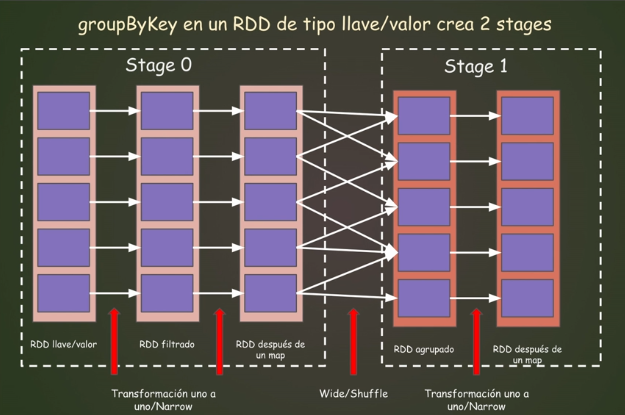 groupByKey en un RDD de tipo llave/valor crea 2 stages
Stage 0
Stage 1
RDD llave/valor
RDD filtrado
RDD después de
un map
RDD agrupado
RDD después de
un map
Transformación uno a
uno/Narrow
Wide/Shuffle
Transformación uno a
uno/Narrow